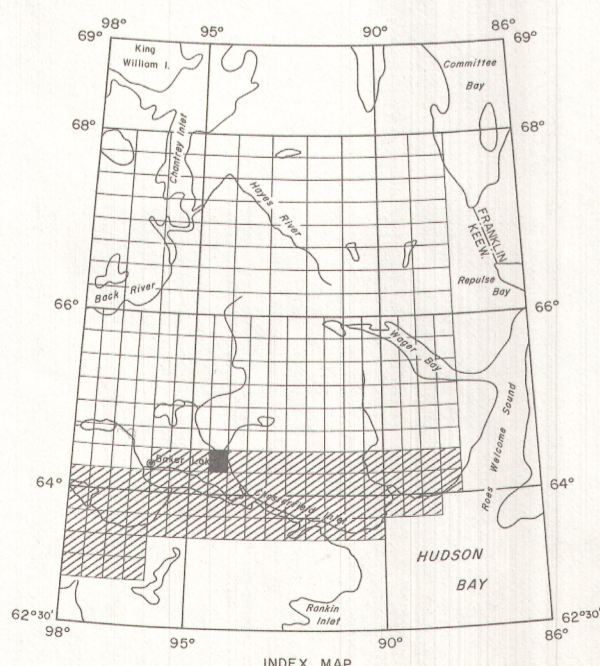 98°
95°
90°
86°
69°
69°
King
William I.
Committee
Bay
68°
68°
Chantrey Inlet
Hayes River
FRANKLIN
KEEW.
Back River
Repulse
Bay
66°
66°
Wager Bay
Roes Welcome Sound
Baker Lake
64°
64°
Chesterfield Inlet
HUDSON
BAY
Rankin
Inlet
62°30'
62°30'
98°
95°
90°
86°
INDEX MAP